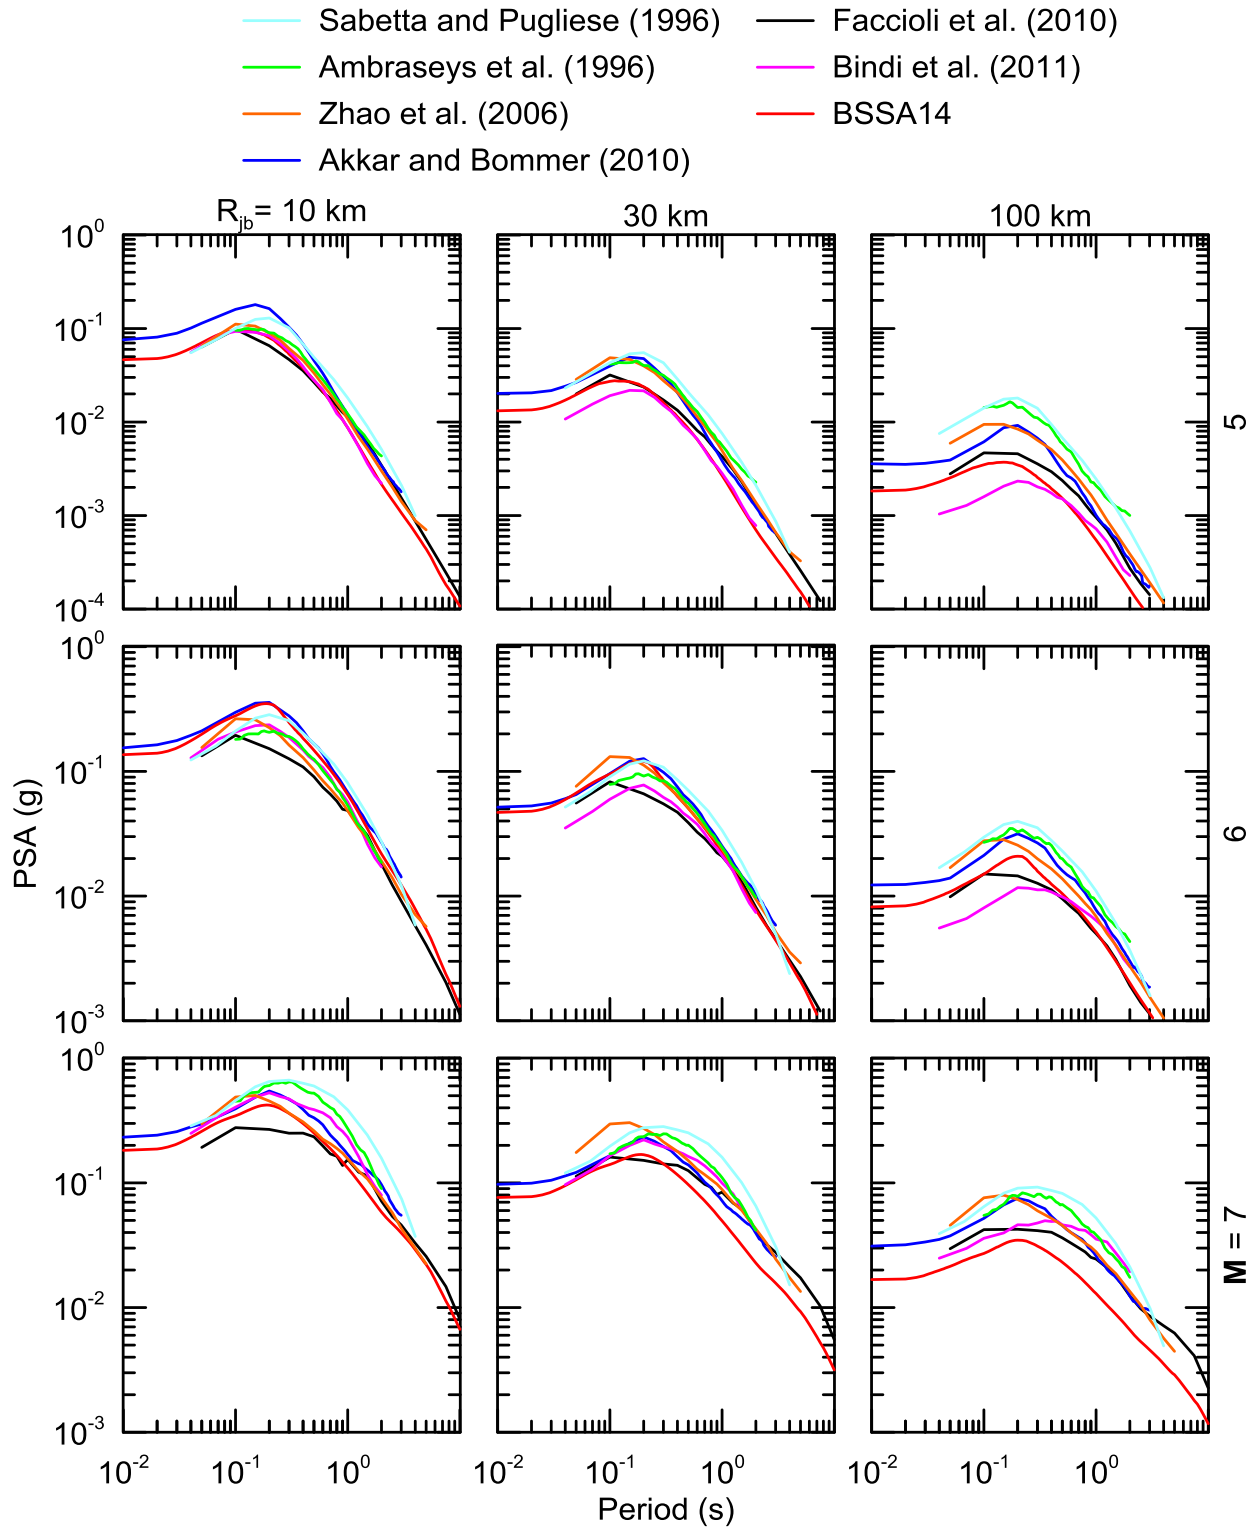 Sabetta and Pugliese (1996)
Faccioli et al. (2010)
Ambraseys et al. (1996)
Bindi et al. (2011)
Zhao et al. (2006)
BSSA14
Akkar and Bommer (2010)
R_jb= 10 km
30 km
100 km
10^0
10^-1
10^-2
10^-3
10^-4
5
10^0
10^-1
10^-2
10^-3
PSA (g)
6
10^0
10^-1
10^-2
10^-3
M = 7
10^-2
10^-1
10^0
10^-2
10^-1
10^0
10^-2
10^-1
10^0
Period (s)